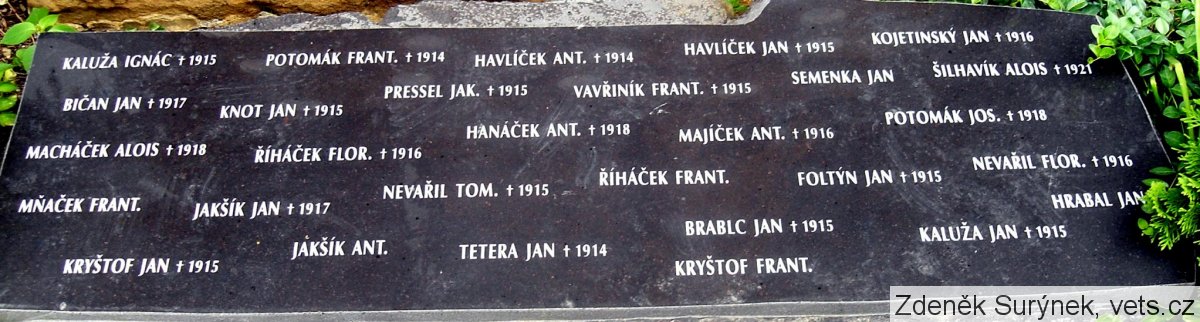 KALUŽA IGNÁC † 1915
POTOMÁK FRANT. † 1914
HAVLÍČEK ANT. † 1914
HAVLÍČEK JAN † 1915
KOJETINSKÝ JAN † 1916
BIČAN JAN † 1917
KNOT JAN † 1915
PRESSEL JAK. † 1915
VAVŘINÍK FRANT. † 1915
SEMENKA JAN
ŠILHAVÍK ALOIS † 1921
MACHÁČEK ALOIS † 1918
ŘÍHÁČEK FLOR. † 1916
HANÁČEK ANT. † 1918
MAJÍČEK ANT. † 1916
POTOMÁK JOS. † 1918
MŇAČEK FRANT.
JAKŠÍK JAN † 1917
NEVAŘIL TOM. † 1915
ŘÍHÁČEK FRANT.
FOLTÝN JAN † 1915
NEVAŘIL FLOR. † 1916
KRYŠTOF JAN † 1915
JAKŠÍK ANT.
TETERA JAN † 1914
BRABLC JAN † 1915
KRYŠTOF FRANT.
KALUŽA JAN † 1915
HRABAL JAN
Zdeněk Surýnek, vets.cz